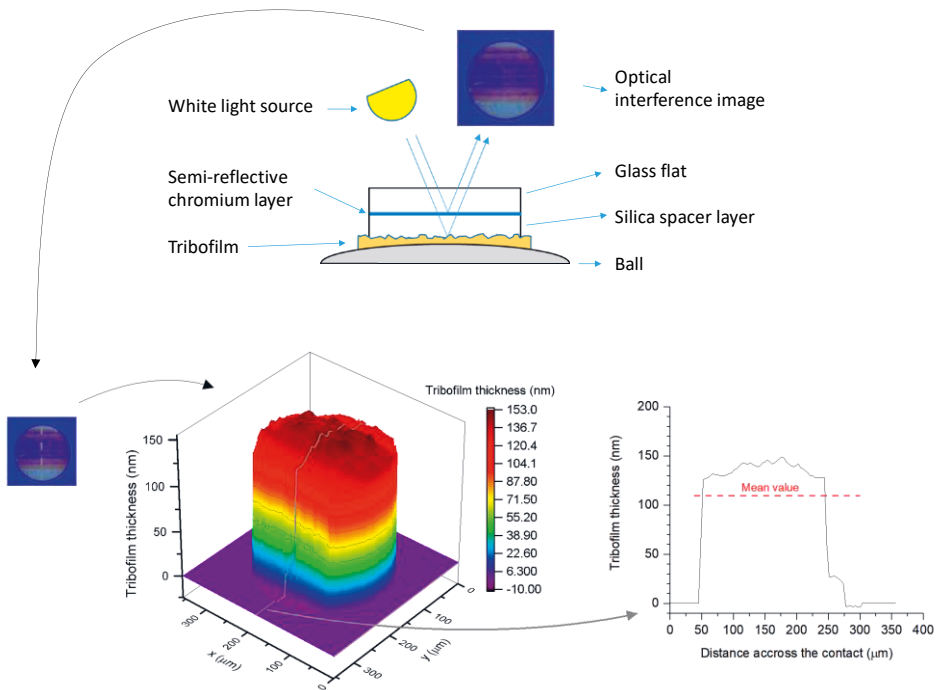 White light source
Optical
interference image
Semi-reflective
chromium layer
Glass flat
Silica spacer layer
Tribofilm
Ball
Tribofilm thickness (nm)
150
100
50
0
300
200
100
0
x (µm)
300
200
100
0
y (µm)
Tribofilm thickness (nm)
153.0
136.7
120.4
104.1
87.50
71.50
55.20
38.90
22.60
6.300
-10.00
Tribofilm thickness (nm)
200
150
100
50
0
Mean value
0
50
100
150
200
250
300
350
400
Distance accross the contact (µm)